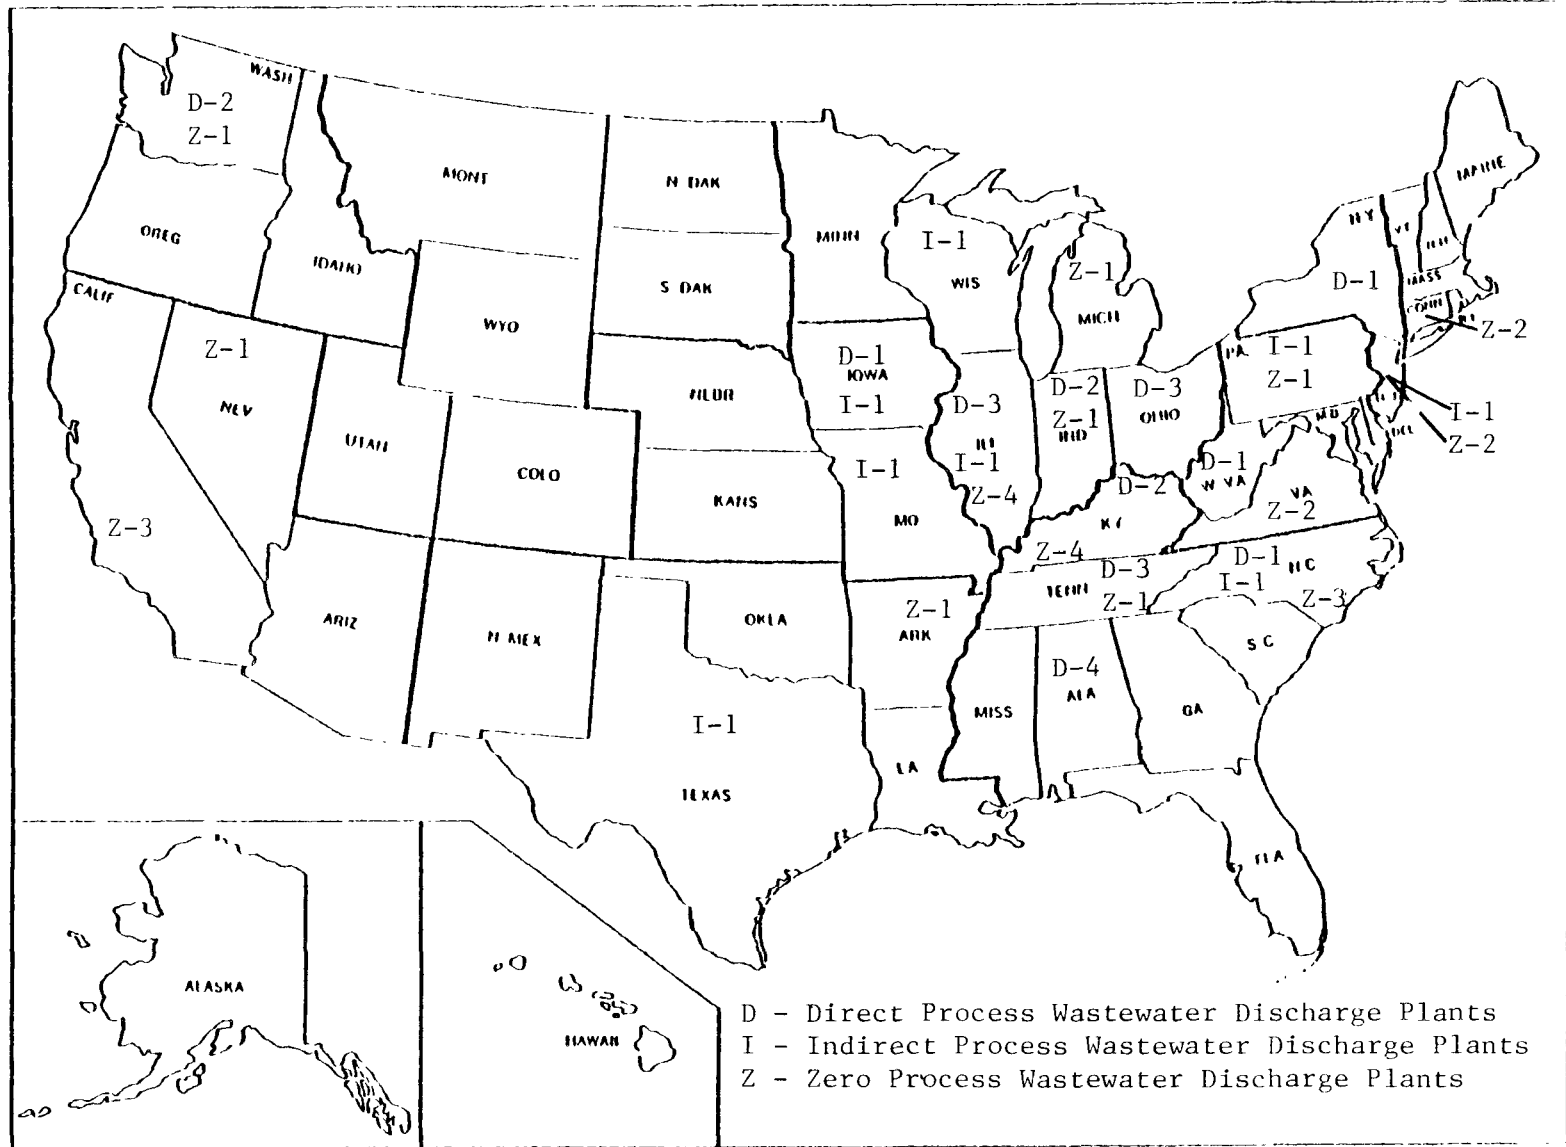 WASH
D-2
Z-1
MONT
N DAK
MINN
OREG
IDAHO
S DAK
WYO
I-1
WIS
Z-1
MICH
MAINE
N Y
VT
N H
D-1
MASS
CONN
R I
Z-2
CALIF
Z-1
NEV
UTAH
COLO
NEBR
KANS
D-1
IOWA
I-1
D-3
ILL
I-1
Z-4
D-2
Z-1
IND
D-3
OHIO
PA
I-1
Z-1
I-1
Z-2
N J
MD
DEL
D-1
W VA
VA
Z-2
I-1
MO
D-2
KY
Z-4
Z-3
D-3
TENN
Z-1
D-1
N C
I-1
Z-3
ARIZ
N MEX
OKLA
Z-1
ARK
S C
D-4
ALA
MISS
GA
I-1
TEXAS
LA
FLA
ALASKA
HAWAII
D - Direct Process Wastewater Discharge Plants
I - Indirect Process Wastewater Discharge Plants
Z - Zero Process Wastewater Discharge Plants